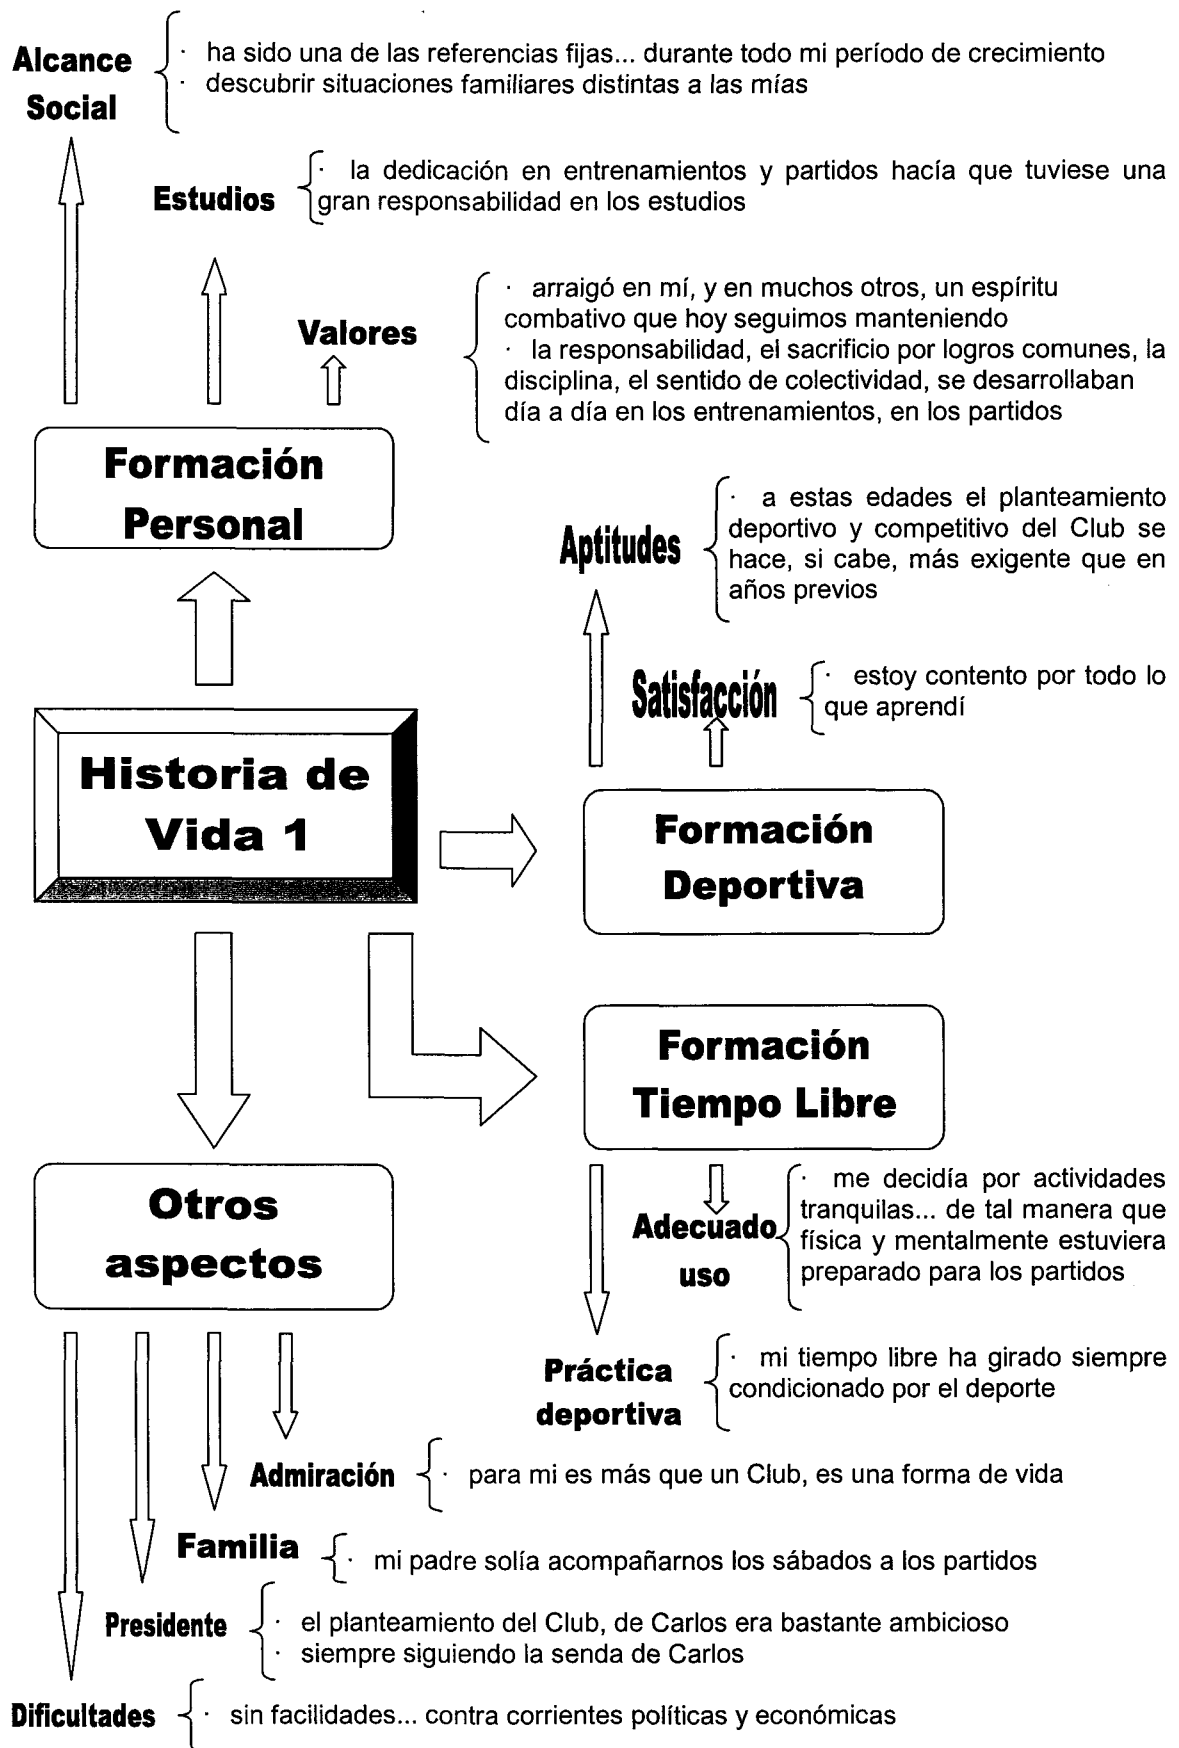 Alcance
Social
· ha sido una de las referencias fijas... durante todo mi período de crecimiento
· descubrir situaciones familiares distintas a las mías
Estudios
· la dedicación en entrenamientos y partidos hacía que tuviese una
gran responsabilidad en los estudios
Valores
· arraigó en mí, y en muchos otros, un espíritu
combativo que hoy seguimos manteniendo
· la responsabilidad, el sacrificio por logros comunes, la
disciplina, el sentido de colectividad, se desarrollaban
día a día en los entrenamientos, en los partidos
Formación
Personal
Aptitudes
· a estas edades el planteamiento
deportivo y competitivo del Club se
hace, si cabe, más exigente que en
años previos
Satisfacción
· estoy contento por todo lo
que aprendí
Historia de
Vida 1
Formación
Deportiva
Formación
Tiempo Libre
Otros
aspectos
Adecuado
uso
· me decidía por actividades
tranquilas... de tal manera que
física y mentalmente estuviera
preparado para los partidos
Práctica
deportiva
· mi tiempo libre ha girado siempre
condicionado por el deporte
Admiración
· para mi es más que un Club, es una forma de vida
Familia
· mi padre solía acompañarnos los sábados a los partidos
Presidente
· el planteamiento del Club, de Carlos era bastante ambicioso
· siempre siguiendo la senda de Carlos
Dificultades
· sin facilidades... contra corrientes políticas y económicas